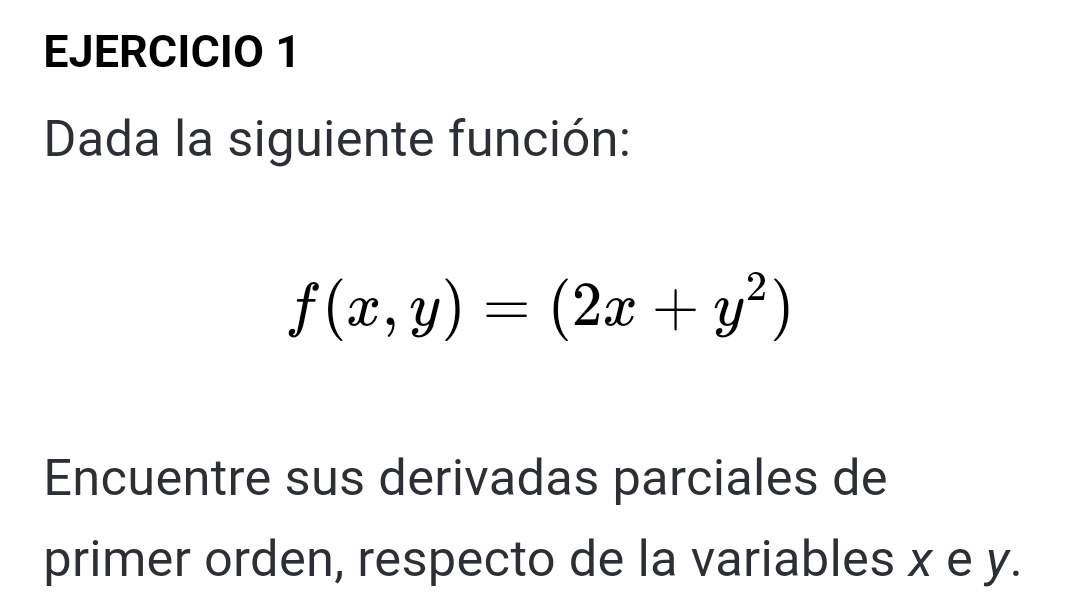 EJERCICIO 1
Dada la siguiente función:
f(x, y) = (2x + y²)
Encuentre sus derivadas parciales de
primer orden, respecto de la variables x e y.